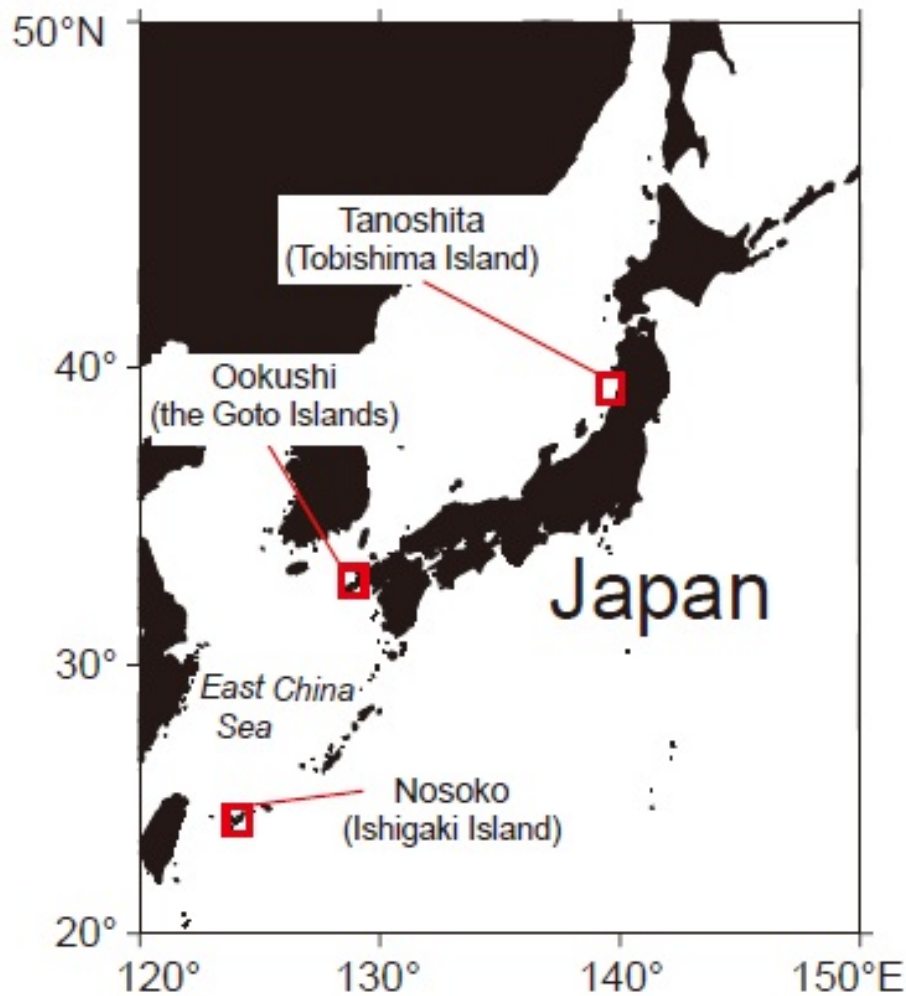 50°N
Tanoshita
(Tobishima Island)
40°
Ookushi
(the Goto Islands)
Japan
30°
East China
Sea
Nosoko
(Ishigaki Island)
20°
120°
130°
140°
150°E